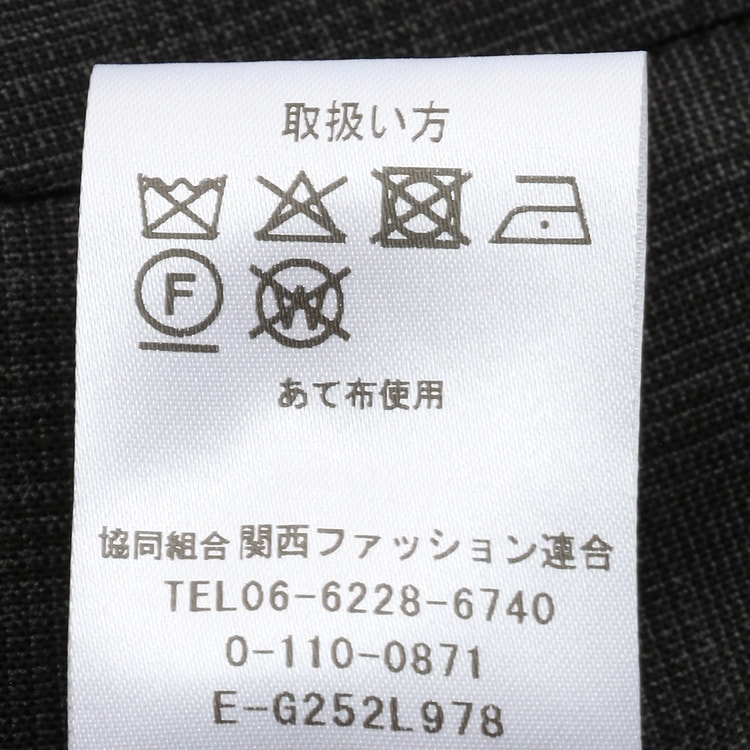 取扱い方
F
W
あて布使用
協同組合 関西ファッション連合
TEL06-6228-6740
0-110-0871
E-G252L978